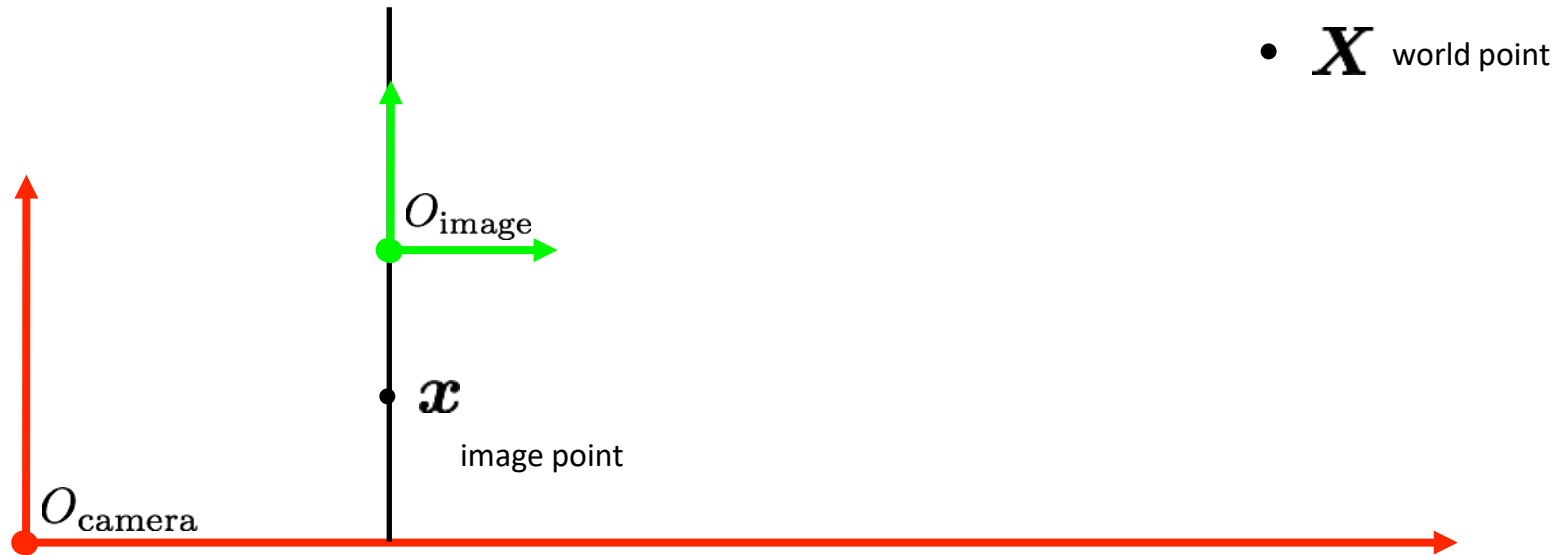 X world point
O_image
x
image point
O_camera